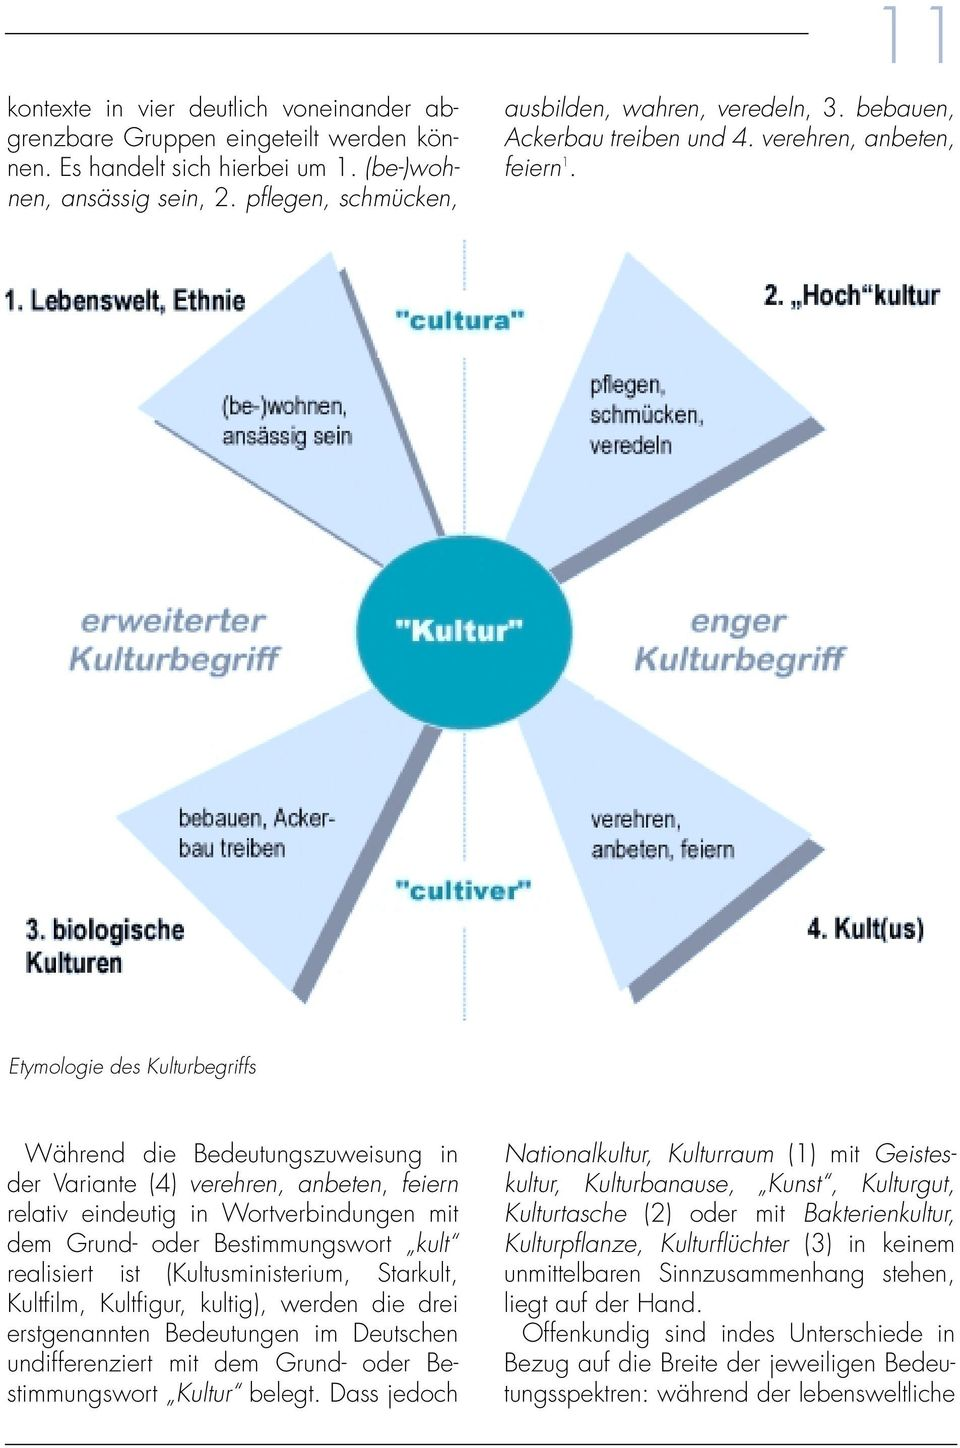 11
kontexte in vier deutlich voneinander ab-
grenzbare Gruppen eingeteilt werden kön-
nen. Es handelt sich hierbei um 1. (be-)woh-
nen, ansässig sein, 2. pflegen, schmücken,
ausbilden, wahren, veredeln, 3. bebauen,
Ackerbau treiben und 4. verehren, anbeten,
feiern¹.
1. Lebenswelt, Ethnie
"cultura"
2. „Hoch“kultur
(be-)wohnen,
ansässig sein
pflegen,
schmücken,
veredeln
erweiterter
Kulturbegriff
"Kultur"
enger
Kulturbegriff
bebauen, Acker-
bau treiben
verehren,
anbeten, feiern
"cultiver"
3. biologische
Kulturen
4. Kult(us)
Etymologie des Kulturbegriffs
Während die Bedeutungszuweisung in
der Variante (4) verehren, anbeten, feiern
relativ eindeutig in Wortverbindungen mit
dem Grund- oder Bestimmungswort „kult“
realisiert ist (Kultusministerium, Starkult,
Kultfilm, Kultfigur, kultig), werden die drei
erstgenannten Bedeutungen im Deutschen
undifferenziert mit dem Grund- oder Be-
stimmungswort „Kultur“ belegt. Dass jedoch
Nationalkultur, Kulturraum (1) mit Geistes-
kultur, Kulturbanause, „Kunst“, Kulturgut,
Kulturtasche (2) oder mit Bakterienkultur,
Kulturpflanze, Kulturflüchter (3) in keinem
unmittelbaren Sinnzusammenhang stehen,
liegt auf der Hand.
Offenkundig sind indes Unterschiede in
Bezug auf die Breite der jeweiligen Bedeu-
tungsspektren: während der lebensweltliche